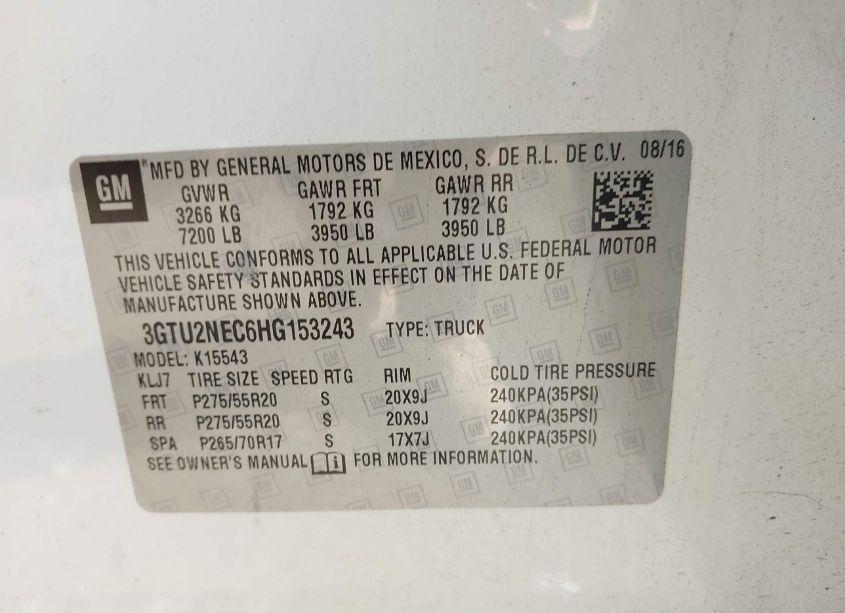 GM
MFD BY GENERAL MOTORS DE MEXICO, S. DE R.L. DE C.V. 08/16
GVWR GAWR FRT GAWR RR
3266 KG 1792 KG 1792 KG
7200 LB 3950 LB 3950 LB
THIS VEHICLE CONFORMS TO ALL APPLICABLE U.S. FEDERAL MOTOR
VEHICLE SAFETY STANDARDS IN EFFECT ON THE DATE OF
MANUFACTURE SHOWN ABOVE.
3GTU2NEC6HG153243 TYPE: TRUCK
MODEL: K15543
KLJ7 TIRE SIZE SPEED RTG RIM COLD TIRE PRESSURE
FRT P275/55R20 S 20X9J 240KPA(35PSI)
RR P275/55R20 S 20X9J 240KPA(35PSI)
SPA P265/70R17 S 17X7J 240KPA(35PSI)
SEE OWNER'S MANUAL i FOR MORE INFORMATION.